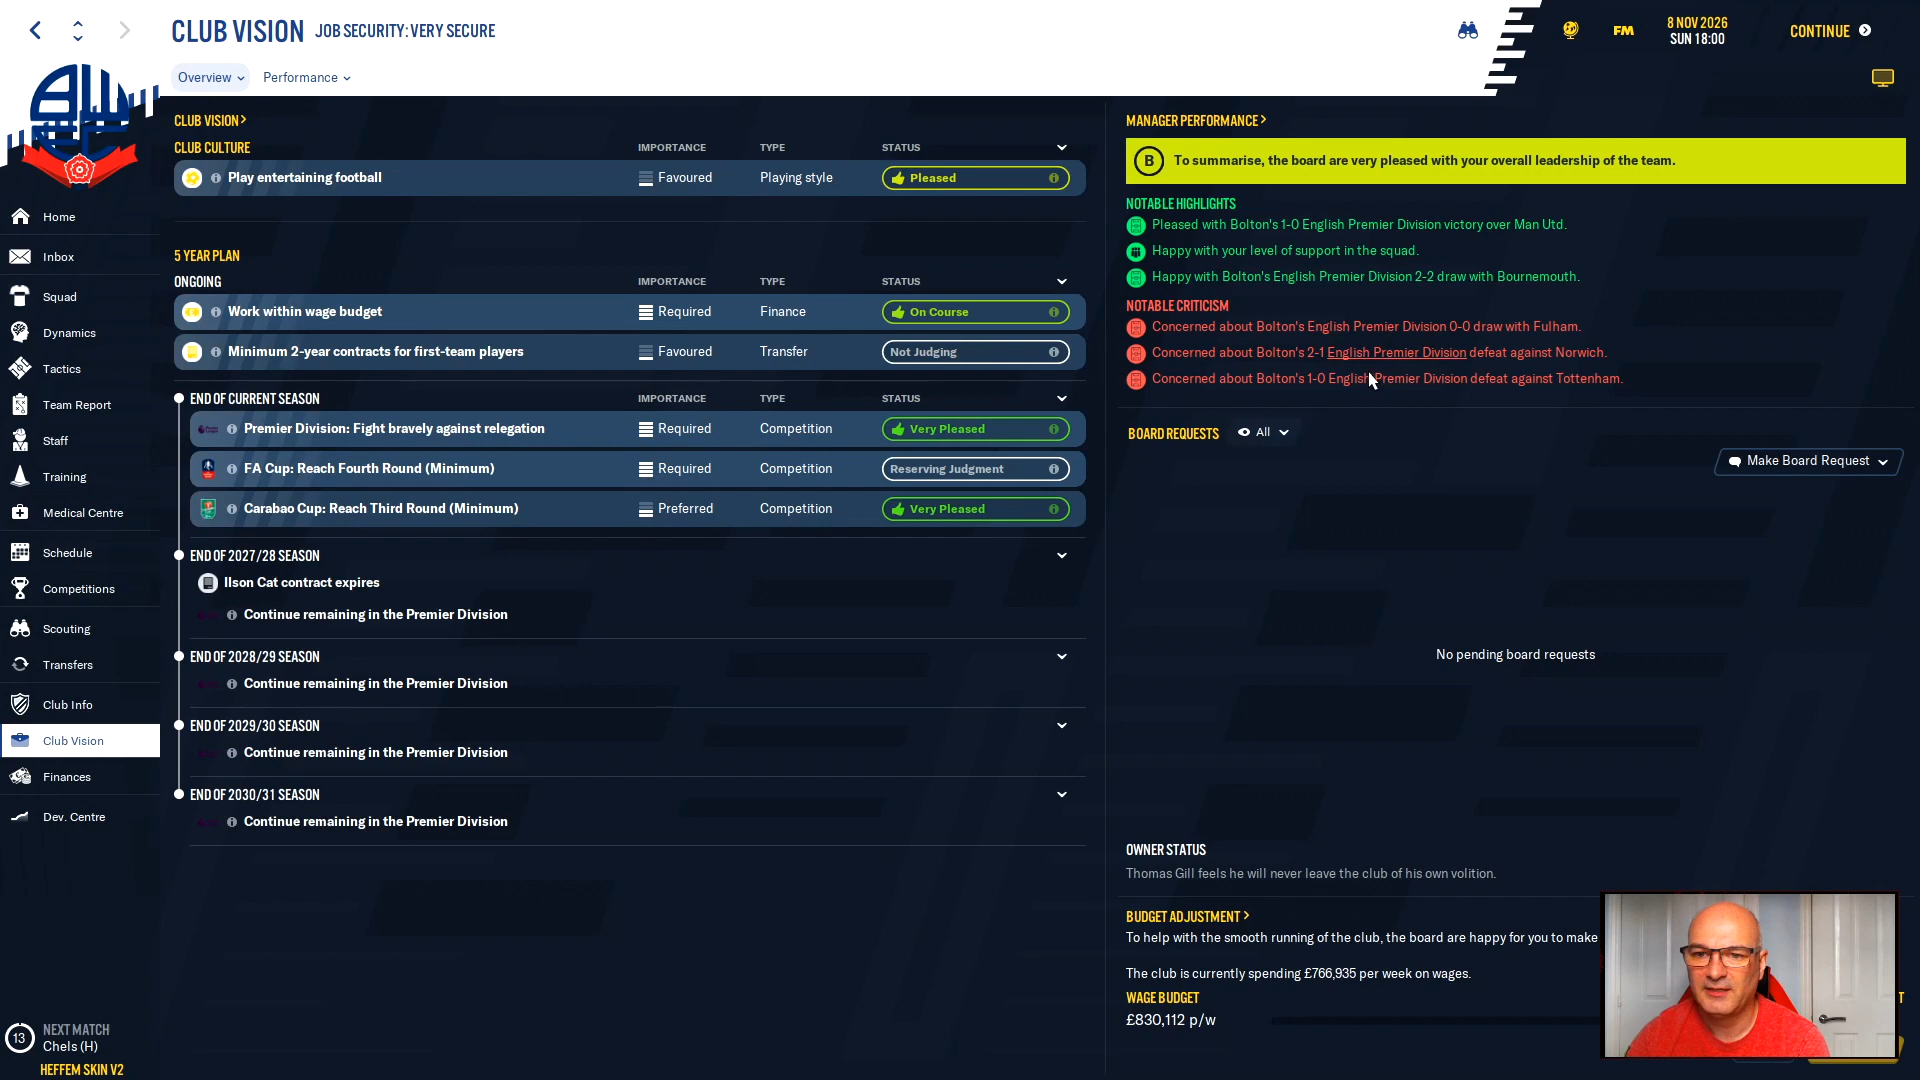 CLUB VISION JOB SECURITY: VERY SECURE
8 NOV 2026
SUN 18:00
FM
CONTINUE
Overview
Performance
Home
Inbox
Squad
Dynamics
Tactics
Team Report
Staff
Training
Medical Centre
Schedule
Competitions
Scouting
Transfers
Club Info
Club Vision
Finances
Dev. Centre
13
NEXT MATCH
Chels (H)
HEFFEM SKIN V2
CLUB VISION
CLUB CULTURE IMPORTANCE TYPE STATUS
Play entertaining football Favoured Playing style Pleased
5 YEAR PLAN
ONGOING IMPORTANCE TYPE STATUS
Work within wage budget Required Finance On Course
Minimum 2-year contracts for first-team players Favoured Transfer Not Judging
END OF CURRENT SEASON IMPORTANCE TYPE STATUS
Premier Division: Fight bravely against relegation Required Competition Very Pleased
FA Cup: Reach Fourth Round (Minimum) Required Competition Reserving Judgment
Carabao Cup: Reach Third Round (Minimum) Preferred Competition Very Pleased
END OF 2027/28 SEASON
Ilson Cat contract expires
Continue remaining in the Premier Division
END OF 2028/29 SEASON
Continue remaining in the Premier Division
END OF 2029/30 SEASON
Continue remaining in the Premier Division
END OF 2030/31 SEASON
Continue remaining in the Premier Division
MANAGER PERFORMANCE
B To summarise, the board are very pleased with your overall leadership of the team.
NOTABLE HIGHLIGHTS
Pleased with Bolton's 1-0 English Premier Division victory over Man Utd.
Happy with your level of support in the squad.
Happy with Bolton's English Premier Division 2-2 draw with Bournemouth.
NOTABLE CRITICISM
Concerned about Bolton's English Premier Division 0-0 draw with Fulham.
Concerned about Bolton's 2-1 English Premier Division defeat against Norwich.
Concerned about Bolton's 1-0 English Premier Division defeat against Tottenham.
BOARD REQUESTS All
Make Board Request
No pending board requests
OWNER STATUS
Thomas Gill feels he will never leave the club of his own volition.
BUDGET ADJUSTMENT
To help with the smooth running of the club, the board are happy for you to make
The club is currently spending £766,935 per week on wages.
WAGE BUDGET
£830,112 p/w